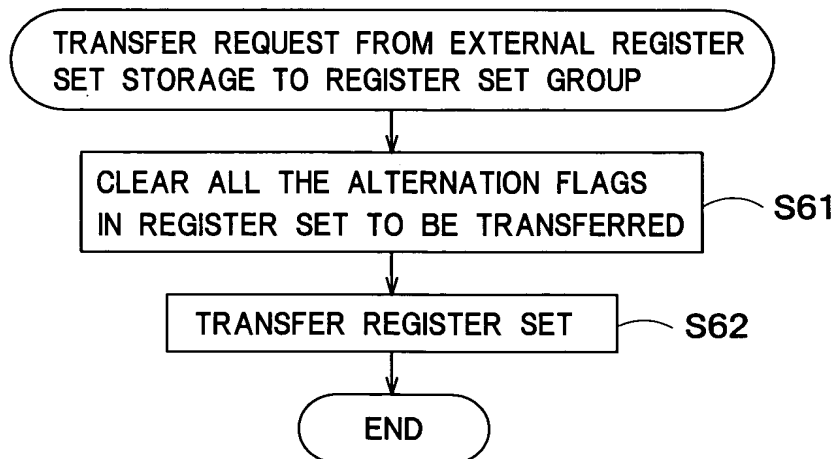 TRANSFER REQUEST FROM EXTERNAL REGISTER
SET STORAGE TO REGISTER SET GROUP
CLEAR ALL THE ALTERNATION FLAGS
IN REGISTER SET TO BE TRANSFERRED
S61
TRANSFER REGISTER SET
S62
END